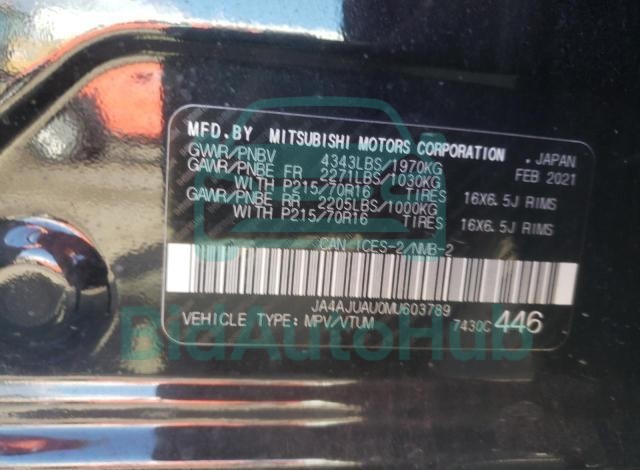 MFD.BY MITSUBISHI MOTORS CORPORATION, JAPAN
GVWR/PNBV 4343LBS/1970KG FEB 2021
GAWR/PNBE FR 2271LBS/1030KG
WITH P215/70R16 TIRES 16X6.5J RIMS
GAWR/PNBE RR 2205LBS/1000KG
WITH P215/70R16 TIRES 16X6.5J RIMS
CAN ICES-2/NMB-2
JA4AJUAU0MU603789
VEHICLE TYPE: MPV/VTUM 7430C 446
BidAutoHub